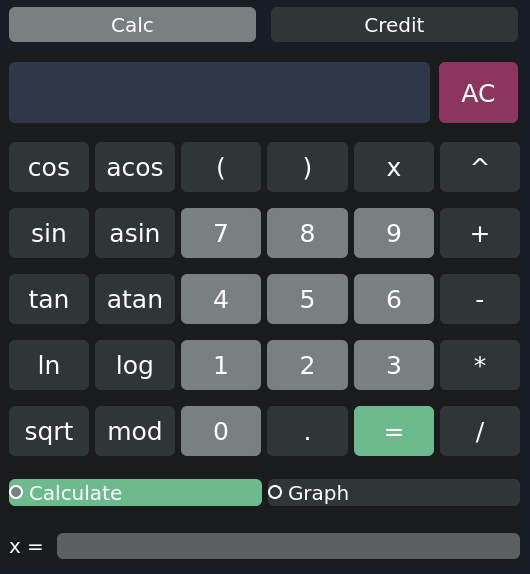 Calc Credit
AC
cos acos ( ) x ^
sin asin 7 8 9 +
tan atan 4 5 6 -
ln log 1 2 3 *
sqrt mod 0 . = /
Calculate Graph
x =